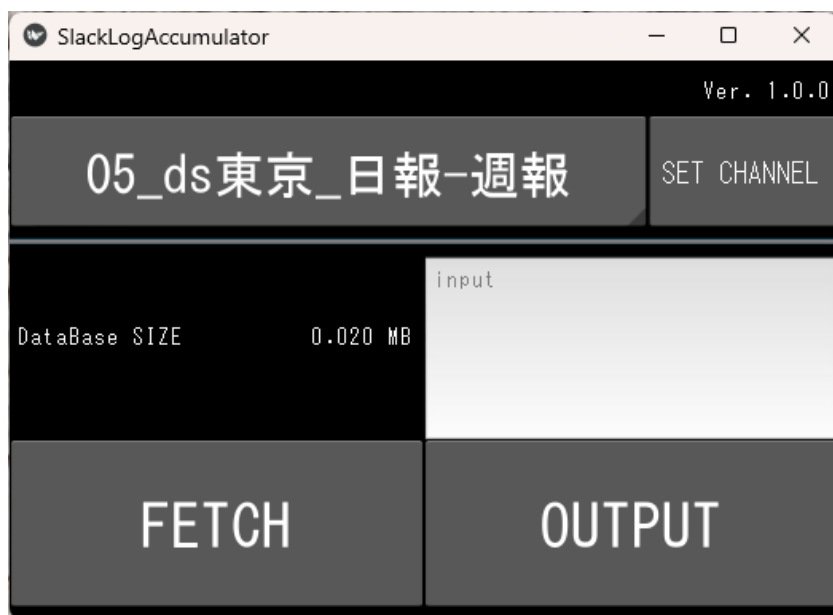 SlackLogAccumulator
Ver. 1.0.0
05_ds東京_日報-週報
SET CHANNEL
input
DataBase SIZE 0.020 MB
FETCH
OUTPUT